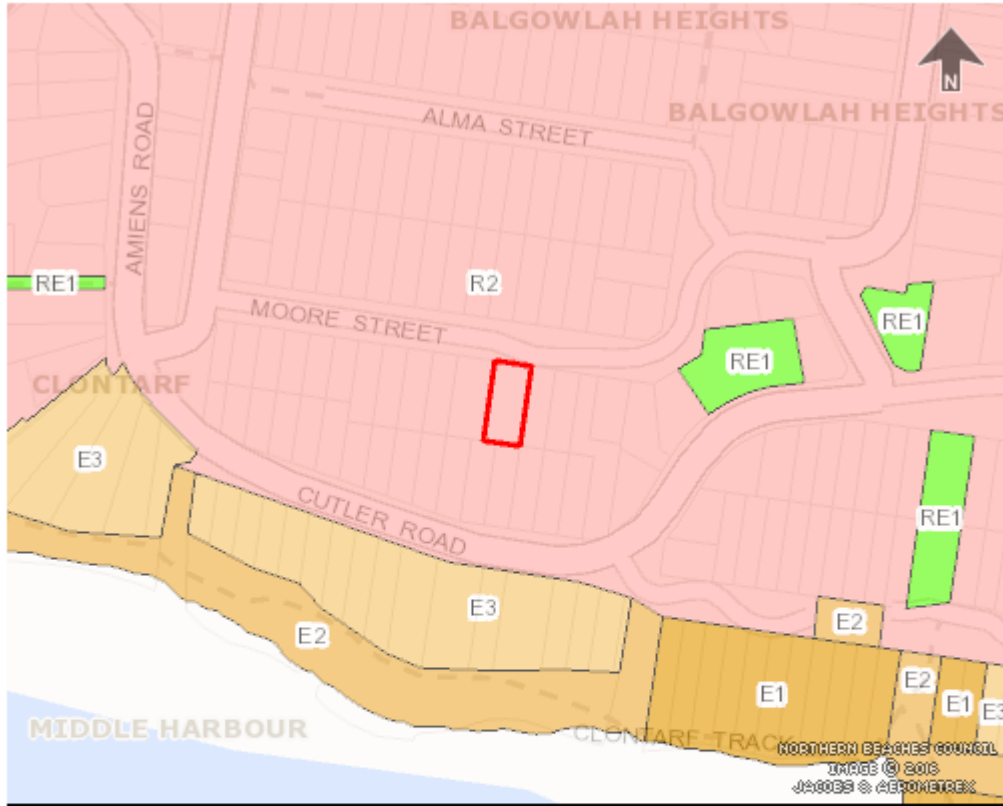 BALGOWLAH HEIGHTS
N
BALGOWLAH HEIGHTS
ALMA STREET
AMIENS ROAD
RE1
R2
RE1
MOORE STREET
RE1
CLONTARF
E3
CUTLER ROAD
RE1
E3
E2
E2
E1
E2
E1
E3
MIDDLE HARBOUR
CLONTARF TRACK
NORTHERN BEACHES COUNCIL
IMAGE © 2016
JACOBS & AEROMETREX